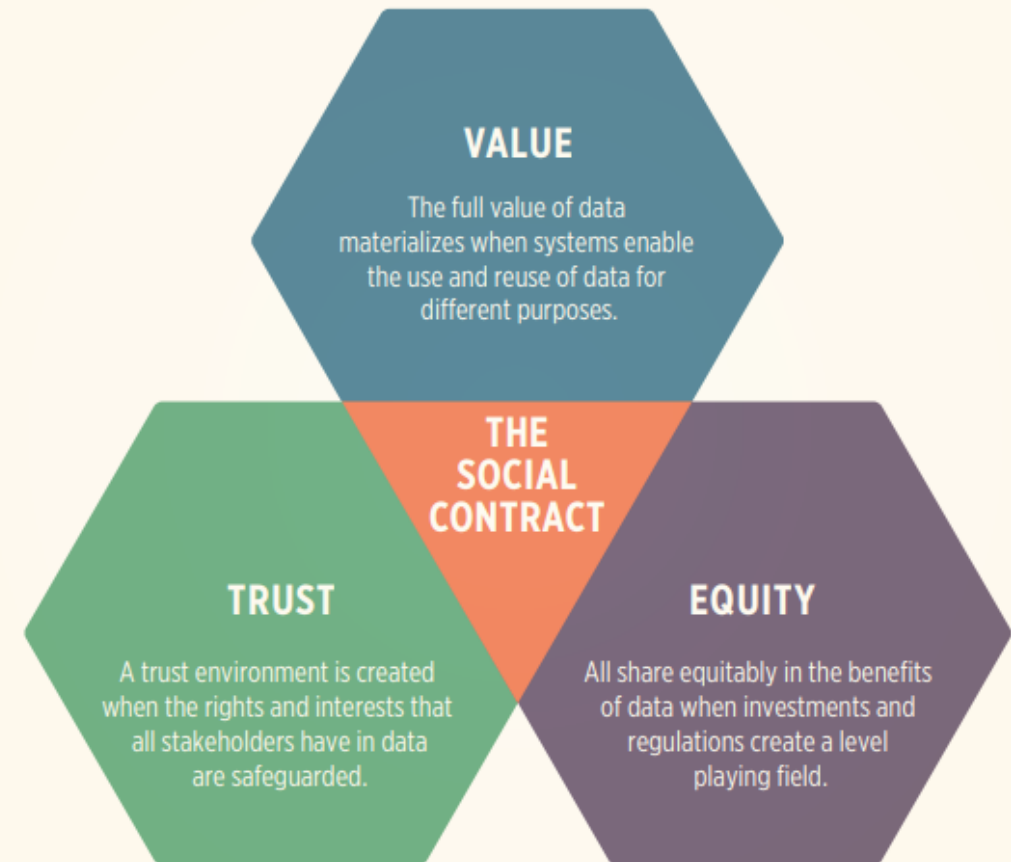 VALUE
The full value of data
materializes when systems enable
the use and reuse of data for
different purposes.
THE
SOCIAL
CONTRACT
TRUST
A trust environment is created
when the rights and interests that
all stakeholders have in data
are safeguarded.
EQUITY
All share equitably in the benefits
of data when investments and
regulations create a level
playing field.